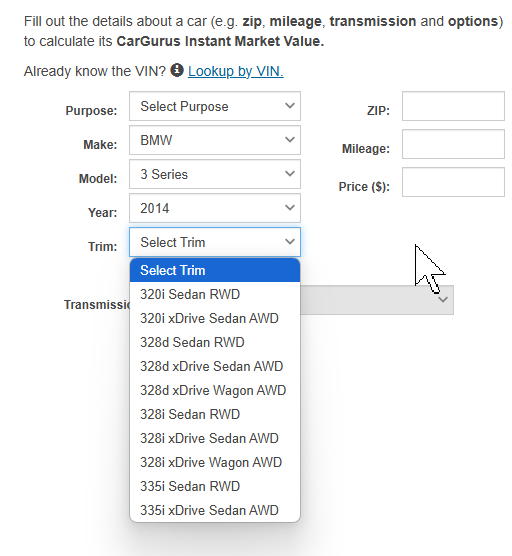 Fill out the details about a car (e.g. zip, mileage, transmission and options)
to calculate its CarGurus Instant Market Value.
Already know the VIN? Lookup by VIN.
Purpose: Select Purpose
ZIP:
Make: BMW
Mileage:
Model: 3 Series
Price ($):
Year: 2014
Trim: Select Trim
Select Trim
320i Sedan RWD
Transmissi
320i xDrive Sedan AWD
328d Sedan RWD
328d xDrive Sedan AWD
328d xDrive Wagon AWD
328i Sedan RWD
328i xDrive Sedan AWD
328i xDrive Wagon AWD
335i Sedan RWD
335i xDrive Sedan AWD